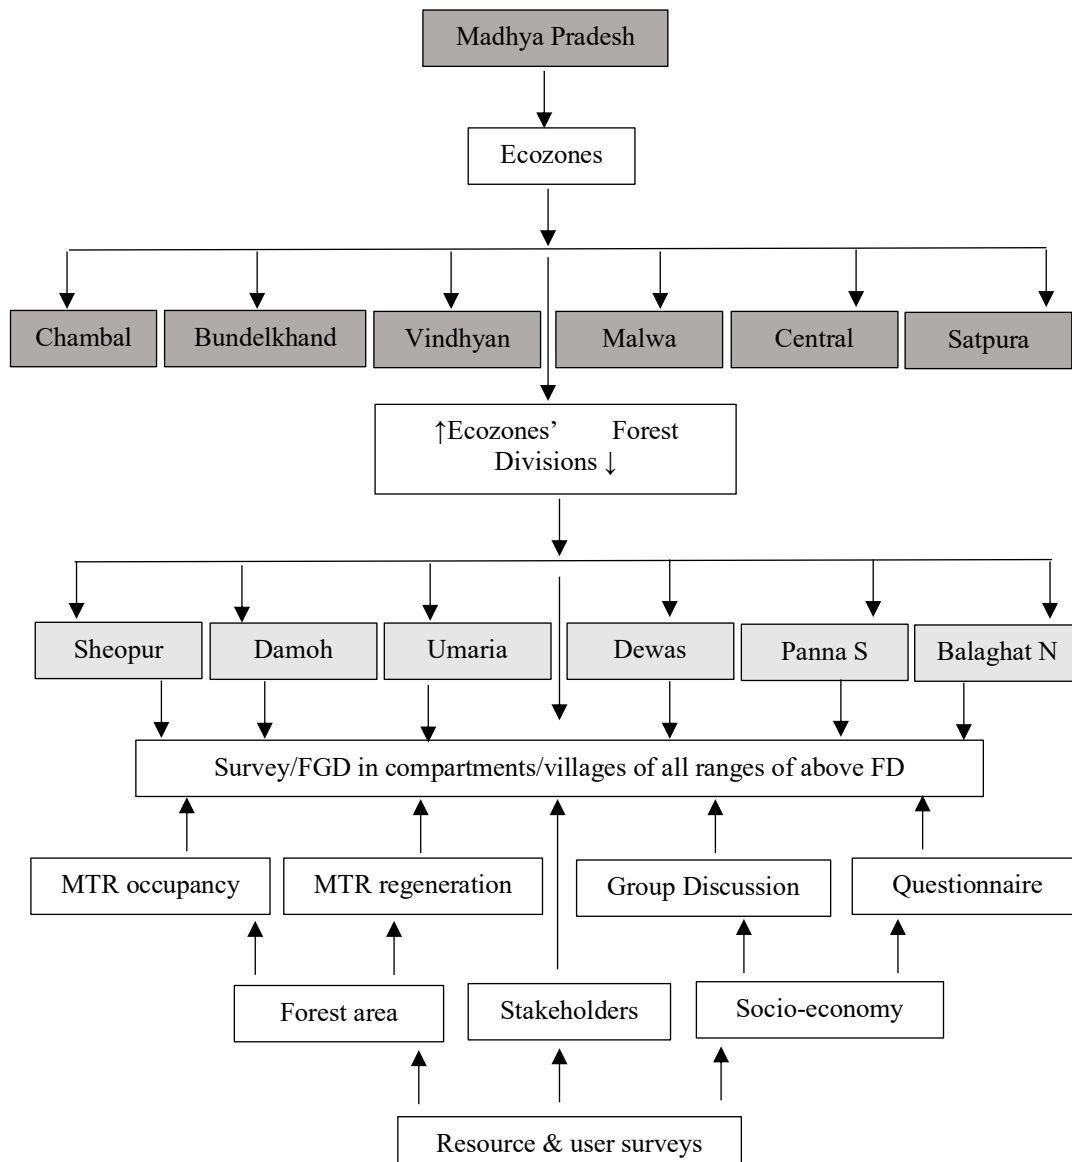 Madhya Pradesh
Ecozones
Chambal
Bundelkhand
Vindhyan
Malwa
Central
Satpura
↑Ecozones’ Forest
Divisions ↓
Sheopur
Damoh
Umaria
Dewas
Panna S
Balaghat N
Survey/FGD in compartments/villages of all ranges of above FD
MTR occupancy
MTR regeneration
Group Discussion
Questionnaire
Forest area
Stakeholders
Socio-economy
Resource & user surveys